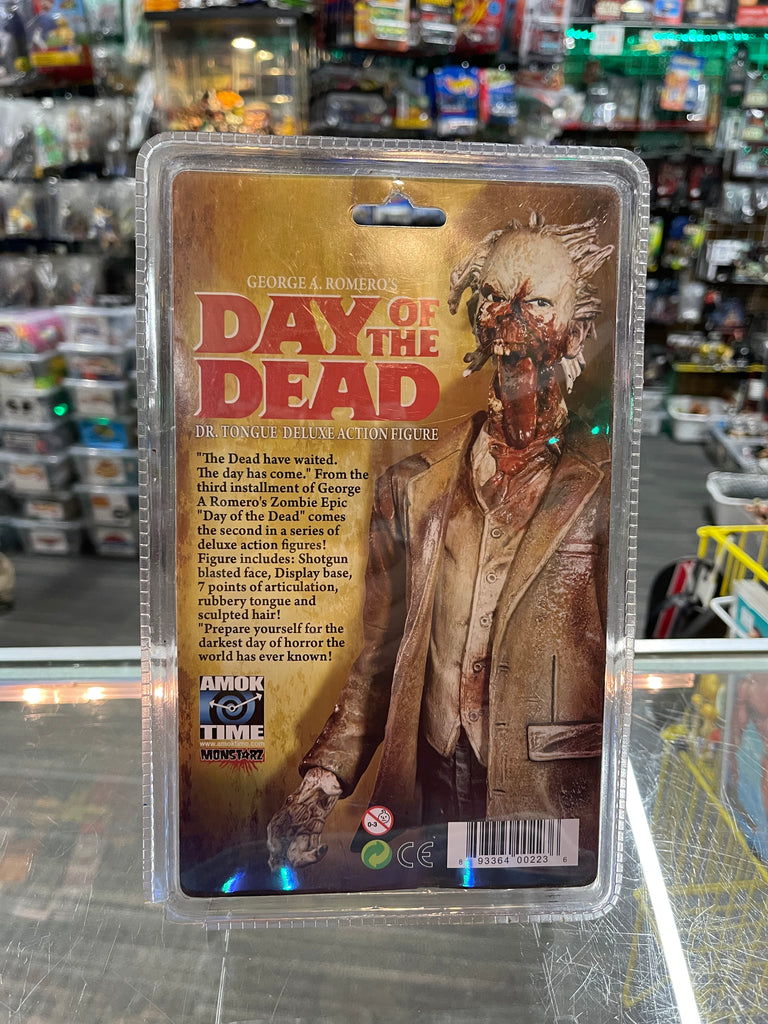 GEORGE A. ROMERO'S
DAY OF
THE
DEAD
DR. TONGUE DELUXE ACTION FIGURE
"The Dead have waited.
The day has come." From the
third installment of George
A Romero's Zombie Epic
"Day of the Dead" comes
the second in a series of
deluxe action figures!
Figure includes: Shotgun
blasted face, Display base,
7 points of articulation,
rubbery tongue and
sculpted hair!
"Prepare yourself for the
darkest day of horror the
world has ever known!
AMOK
TIME
www.amoktime.com
MONSTARZ
0-3
CE
8 93364 00223 6